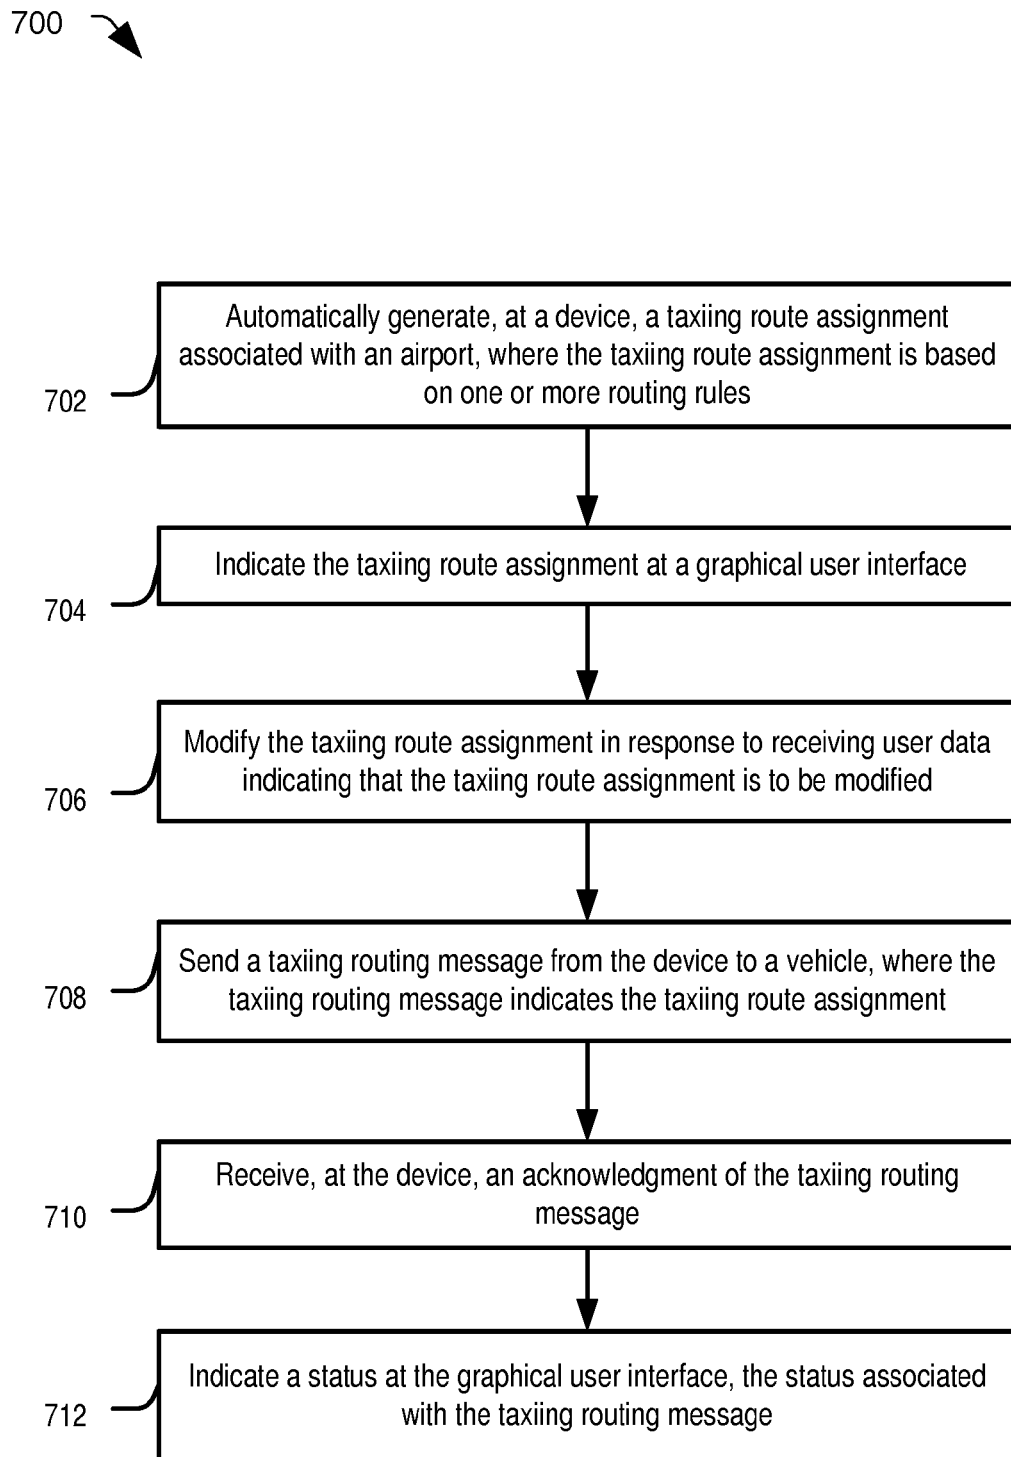 700
Automatically generate, at a device, a taxiing route assignment
associated with an airport, where the taxiing route assignment is based
on one or more routing rules
702
Indicate the taxiing route assignment at a graphical user interface
704
Modify the taxiing route assignment in response to receiving user data
indicating that the taxiing route assignment is to be modified
706
Send a taxiing routing message from the device to a vehicle, where the
taxiing routing message indicates the taxiing route assignment
708
Receive, at the device, an acknowledgment of the taxiing routing
message
710
Indicate a status at the graphical user interface, the status associated
with the taxiing routing message
712